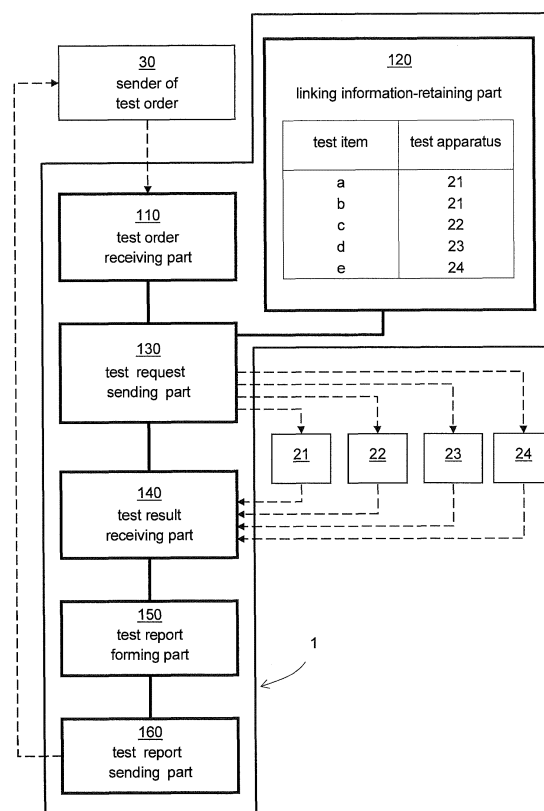 30
sender of
test order
120
linking information-retaining part
test item test apparatus
a 21
b 21
c 22
d 23
e 24
110
test order
receiving part
130
test request
sending part
21 22 23 24
140
test result
receiving part
150
test report
forming part
1
160
test report
sending part